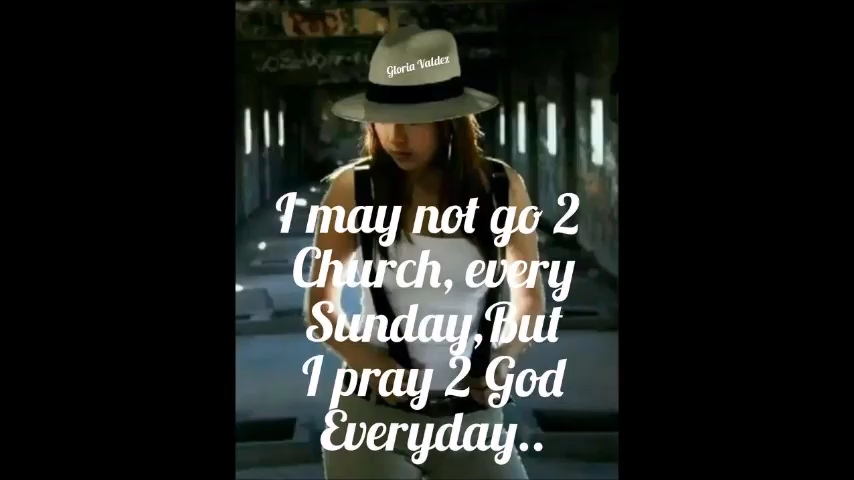 Gloria Valdez
I may not go 2
Church, every
Sunday,But
I pray 2 God
Everyday..